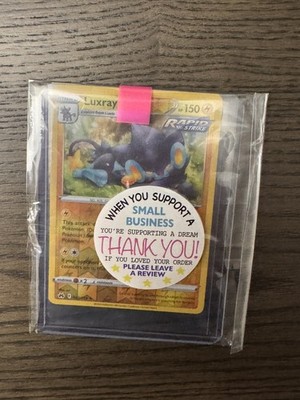 Luxray
150
RAPID
STRIKE
WHEN YOU SUPPORT A
SMALL
BUSINESS
YOU'RE SUPPORTING A DREAM
THANK YOU!
IF YOU LOVED YOUR ORDER
PLEASE LEAVE
A REVIEW